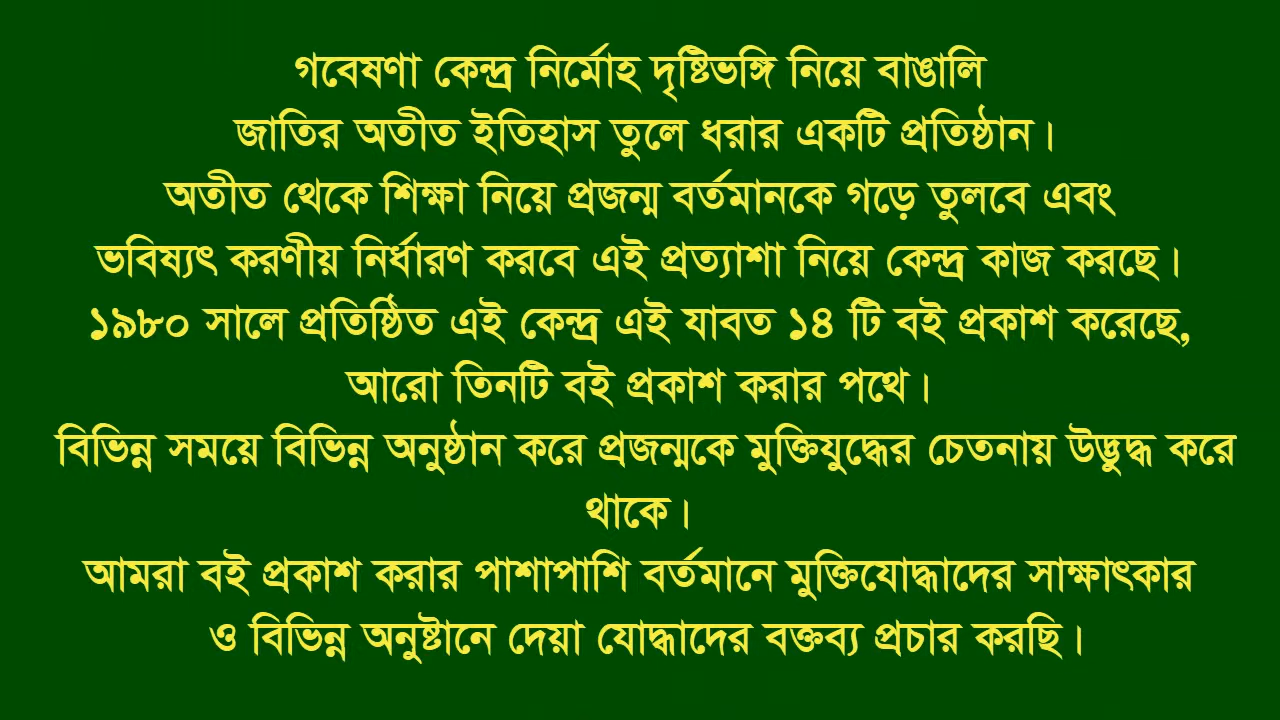 গবেষণা কেন্দ্র নির্মোহ দৃষ্টিভঙ্গি নিয়ে বাঙালি
জাতির অতীত ইতিহাস তুলে ধরার একটি প্রতিষ্ঠান।
অতীত থেকে শিক্ষা নিয়ে প্রজন্ম বর্তমানকে গড়ে তুলবে এবং
ভবিষ্যৎ করণীয় নির্ধারণ করবে এই প্রত্যাশা নিয়ে কেন্দ্র কাজ করছে।
১৯৮০ সালে প্রতিষ্ঠিত এই কেন্দ্র এই যাবত ১৪ টি বই প্রকাশ করেছে,
আরো তিনটি বই প্রকাশ করার পথে।
বিভিন্ন সময়ে বিভিন্ন অনুষ্ঠান করে প্রজন্মকে মুক্তিযুদ্ধের চেতনায় উদ্ভুদ্ধ করে
থাকে।
আমরা বই প্রকাশ করার পাশাপাশি বর্তমানে মুক্তিযোদ্ধাদের সাক্ষাৎকার
ও বিভিন্ন অনুষ্টানে দেয়া যোদ্ধাদের বক্তব্য প্রচার করছি।